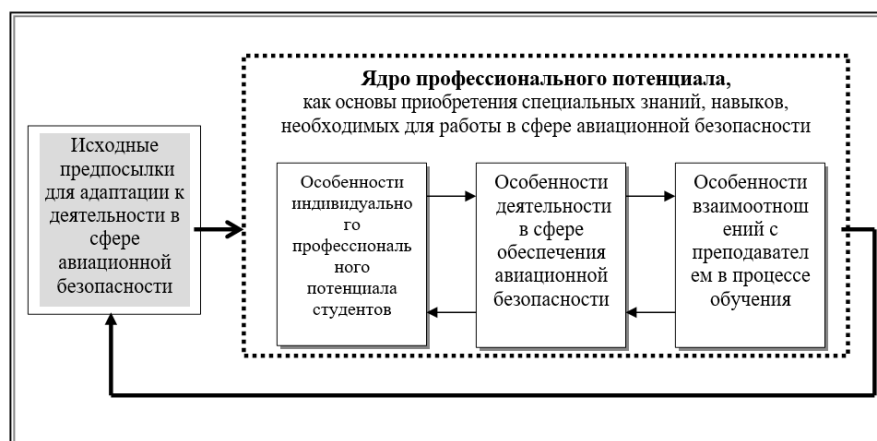 Ядро профессионального потенциала,
как основы приобретения специальных знаний, навыков,
необходимых для работы в сфере авиационной безопасности
Исходные
предпосылки
для адаптации к
деятельности в
сфере
авиационной
безопасности
Особенности
индивидуально
го
профессиональ
ного
потенциала
студентов
Особенности
деятельности
в сфере
обеспечения
авиационной
безопасности
Особенности
взаимоотнош
ений с
преподавател
ем в процессе
обучения